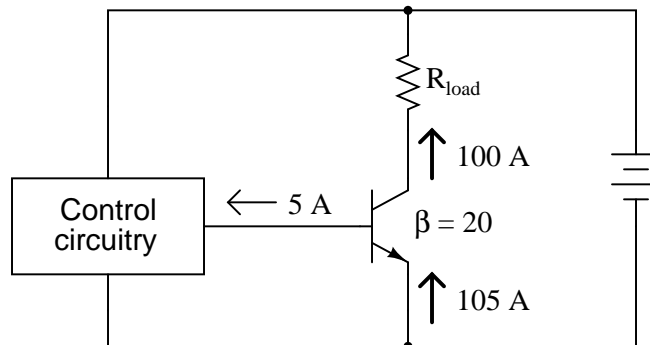 R_load
100 A
Control
circuitry
5 A
β = 20
105 A